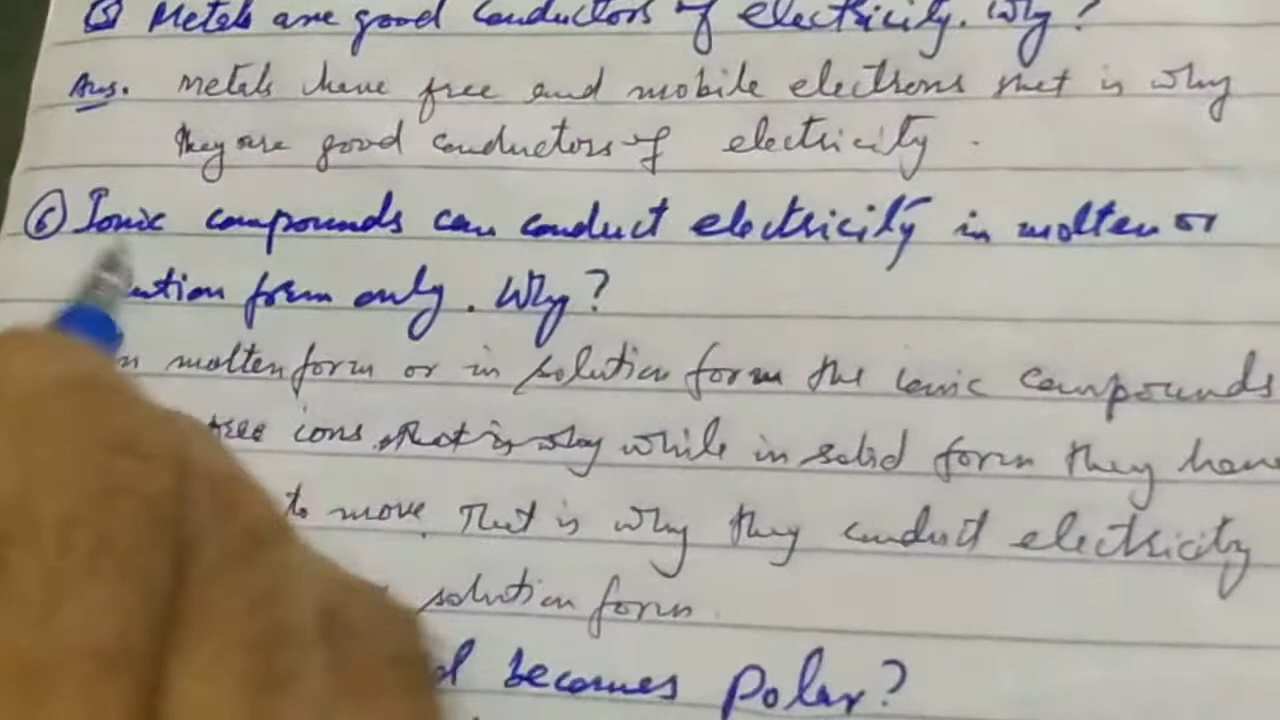 ⑤ Metals are good conductors of electricity. Why?
Ans. Metals have free and mobile electrons that is why
they are good conductors of electricity.
⑥ Ionic compounds can conduct electricity in molten or
ution form only. Why?
n molten form or in solution form the ionic compounds
free ions that is why while in solid form they have
to move. That is why they conduct electricity
solution form.
d becomes Polar?